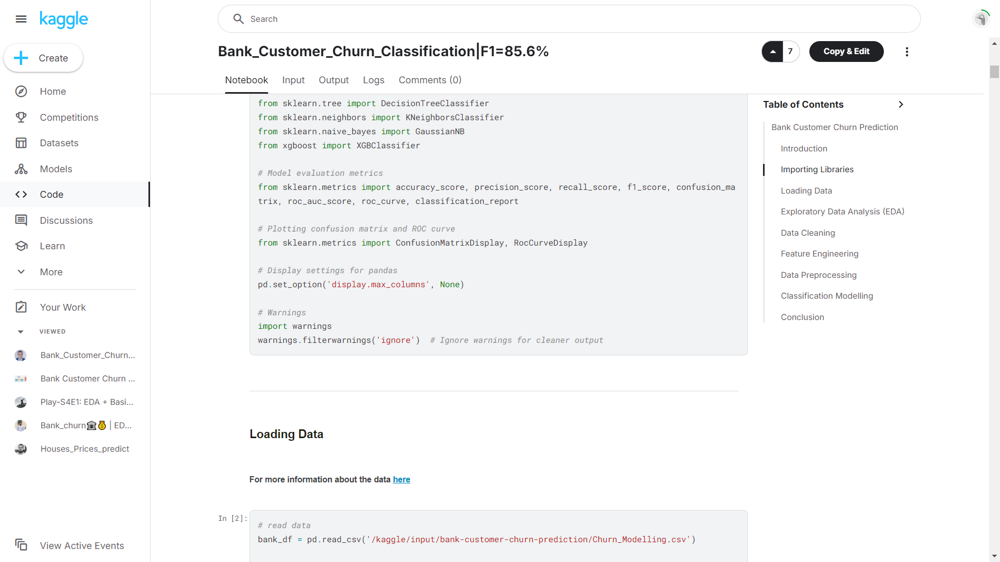 kaggle
Search
Create
Home
Competitions
Datasets
Models
Code
Discussions
Learn
More
Your Work
VIEWED
Bank_Customer_Churn...
Bank Customer Churn ...
Play-S4E1: EDA + Basi...
Bank_churn🏛️💰 | ED...
Houses_Prices_predict
View Active Events
Bank_Customer_Churn_Classification|F1=85.6%
7
Copy & Edit
Notebook Input Output Logs Comments (0)
from sklearn.tree import DecisionTreeClassifier
from sklearn.neighbors import KNeighborsClassifier
from sklearn.naive_bayes import GaussianNB
from xgboost import XGBClassifier
# Model evaluation metrics
from sklearn.metrics import accuracy_score, precision_score, recall_score, f1_score, confusion_ma
trix, roc_auc_score, roc_curve, classification_report
# Plotting confusion matrix and ROC curve
from sklearn.metrics import ConfusionMatrixDisplay, RocCurveDisplay
# Display settings for pandas
pd.set_option('display.max_columns', None)
# Warnings
import warnings
warnings.filterwarnings('ignore')  # Ignore warnings for cleaner output
Loading Data
For more information about the data here
In [2]:
# read data
bank_df = pd.read_csv('/kaggle/input/bank-customer-churn-prediction/Churn_Modelling.csv')
Table of Contents
Bank Customer Churn Prediction
Introduction
Importing Libraries
Loading Data
Exploratory Data Analysis (EDA)
Data Cleaning
Feature Engineering
Data Preprocessing
Classification Modelling
Conclusion